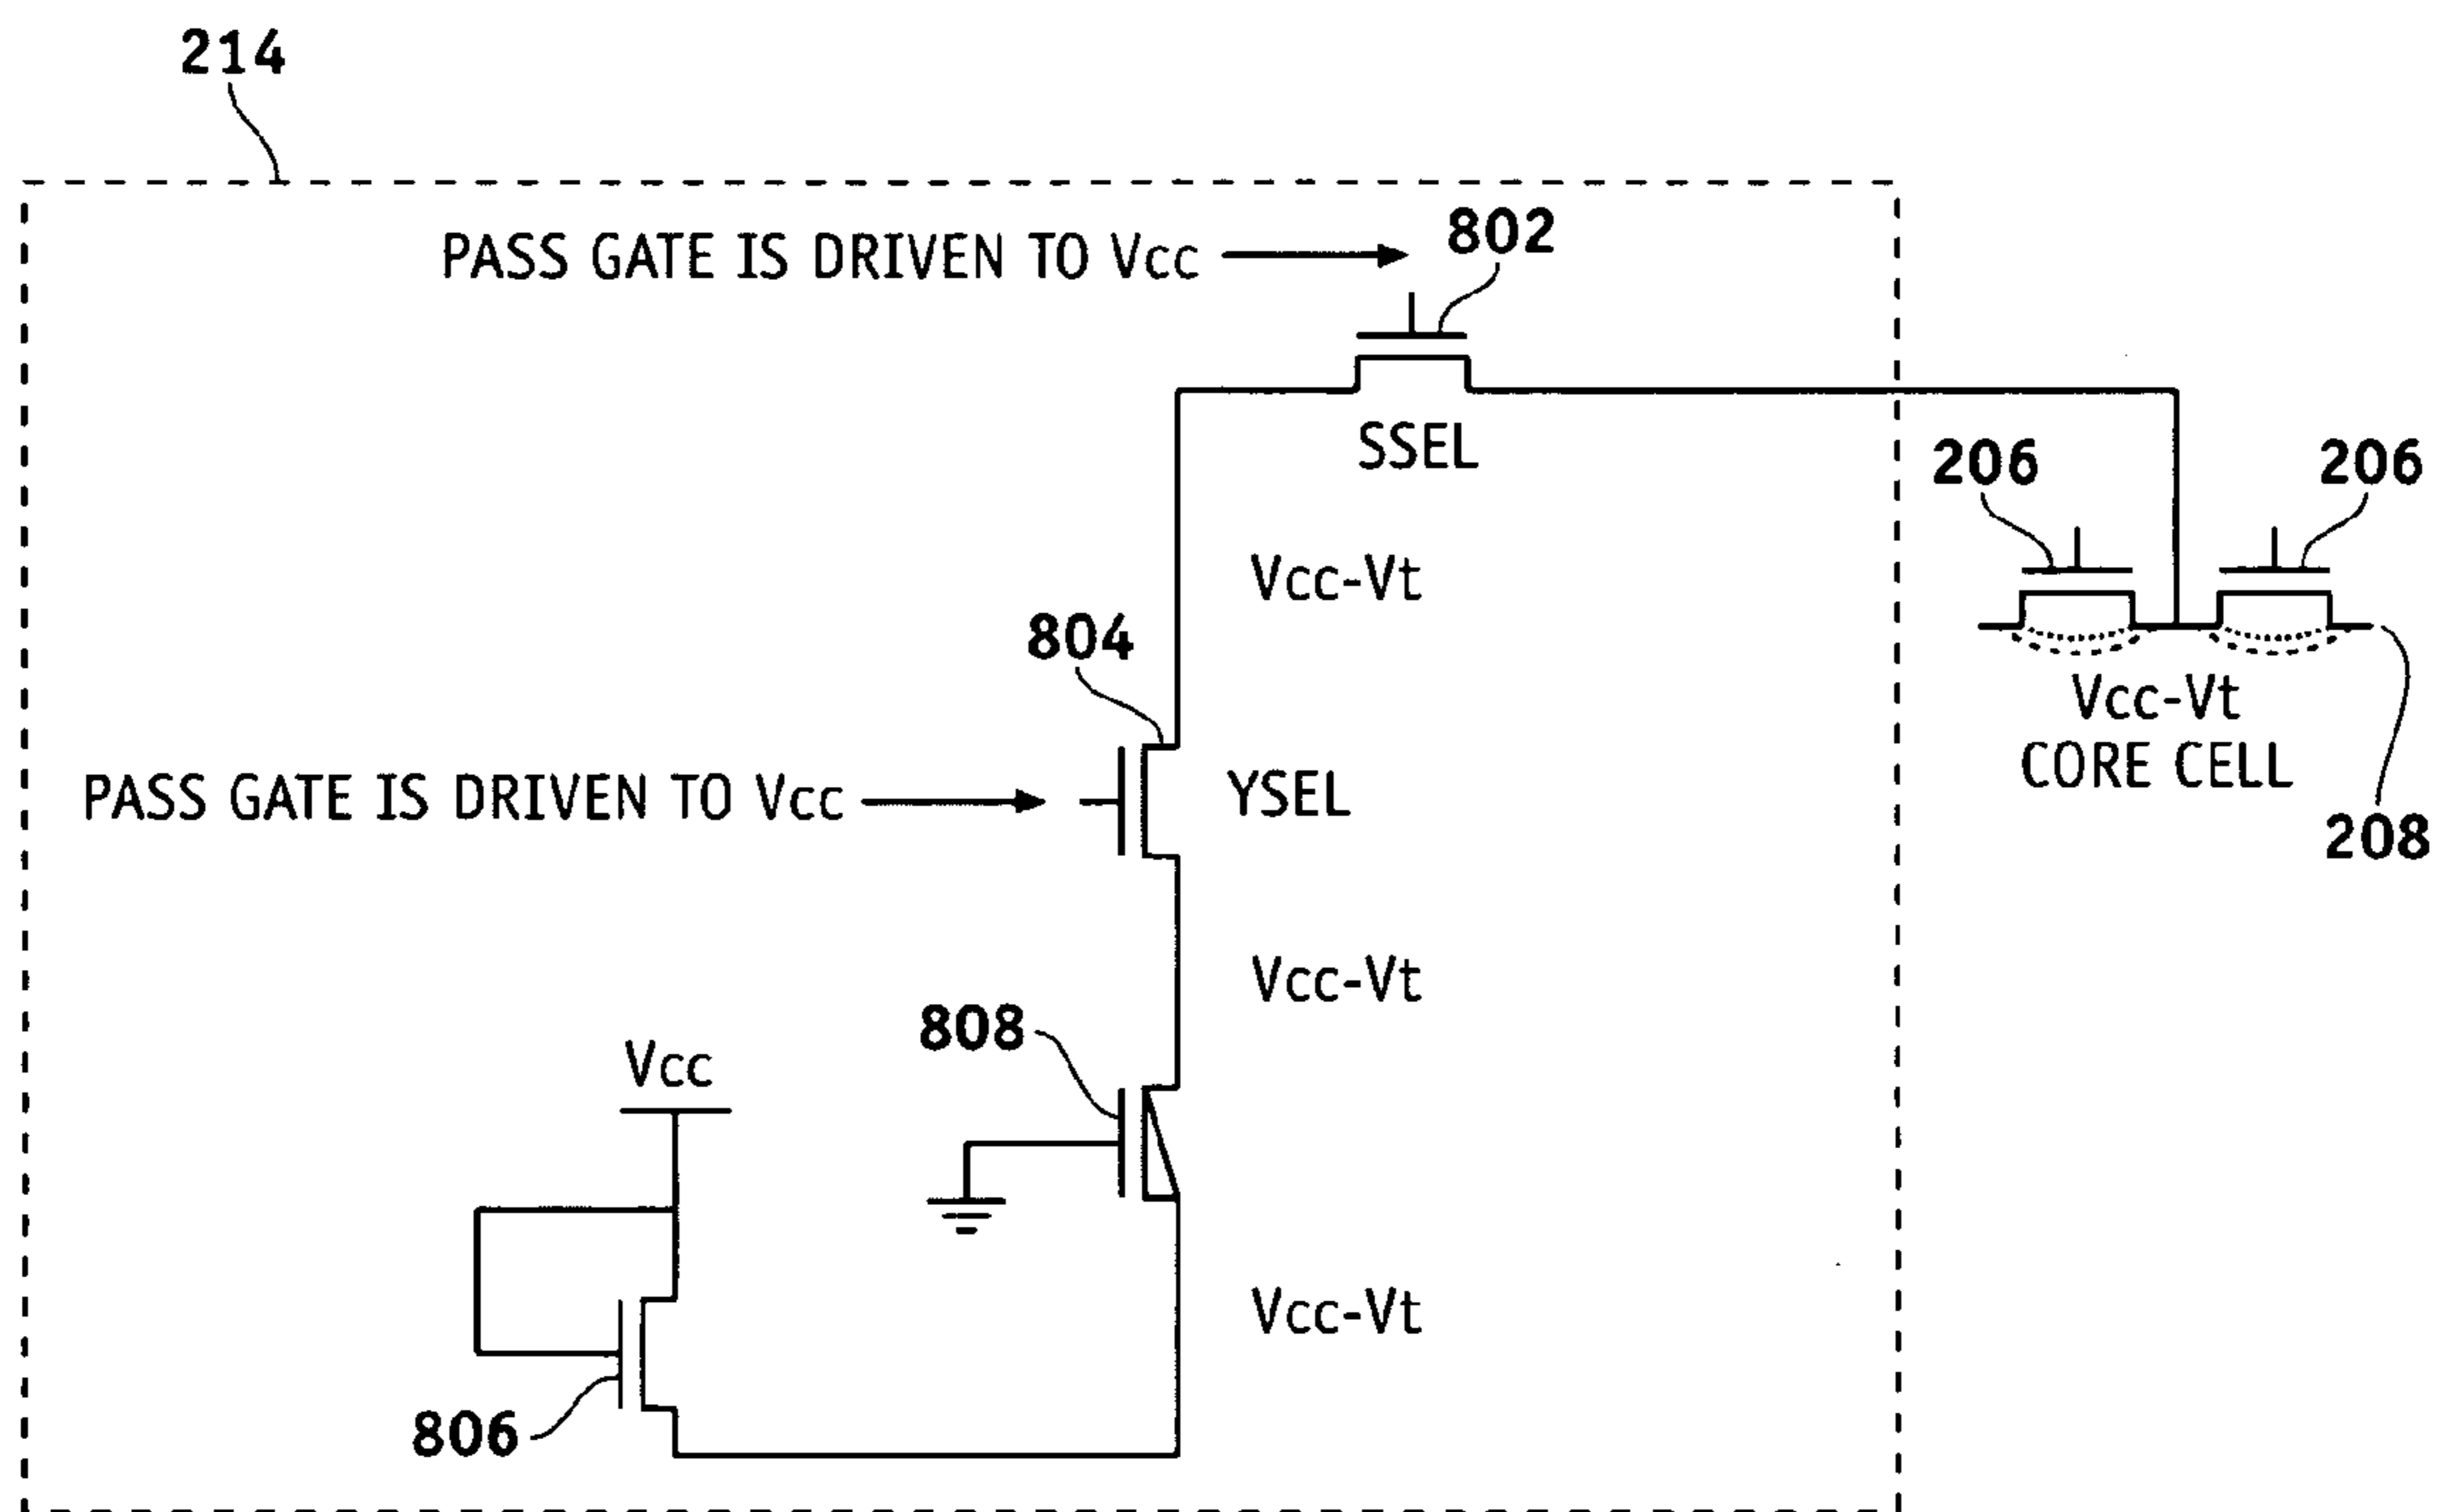 214
PASS GATE IS DRIVEN TO Vcc
802
SSEL
206
206
Vcc-Vt
804
Vcc-Vt
CORE CELL
PASS GATE IS DRIVEN TO Vcc
YSEL
208
Vcc-Vt
808
Vcc
Vcc-Vt
806